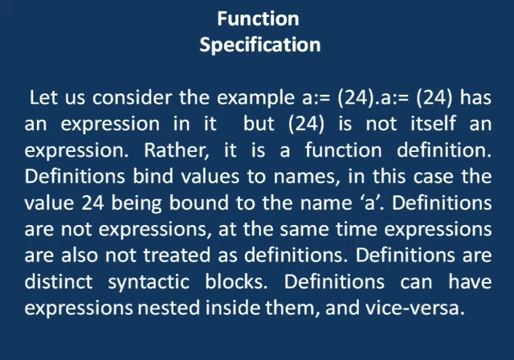 Function
Specification
Let us consider the example a:= (24).a:= (24) has
an expression in it but (24) is not itself an
expression. Rather, it is a function definition.
Definitions bind values to names, in this case the
value 24 being bound to the name ‘a’. Definitions
are not expressions, at the same time expressions
are also not treated as definitions. Definitions are
distinct syntactic blocks. Definitions can have
expressions nested inside them, and vice-versa.